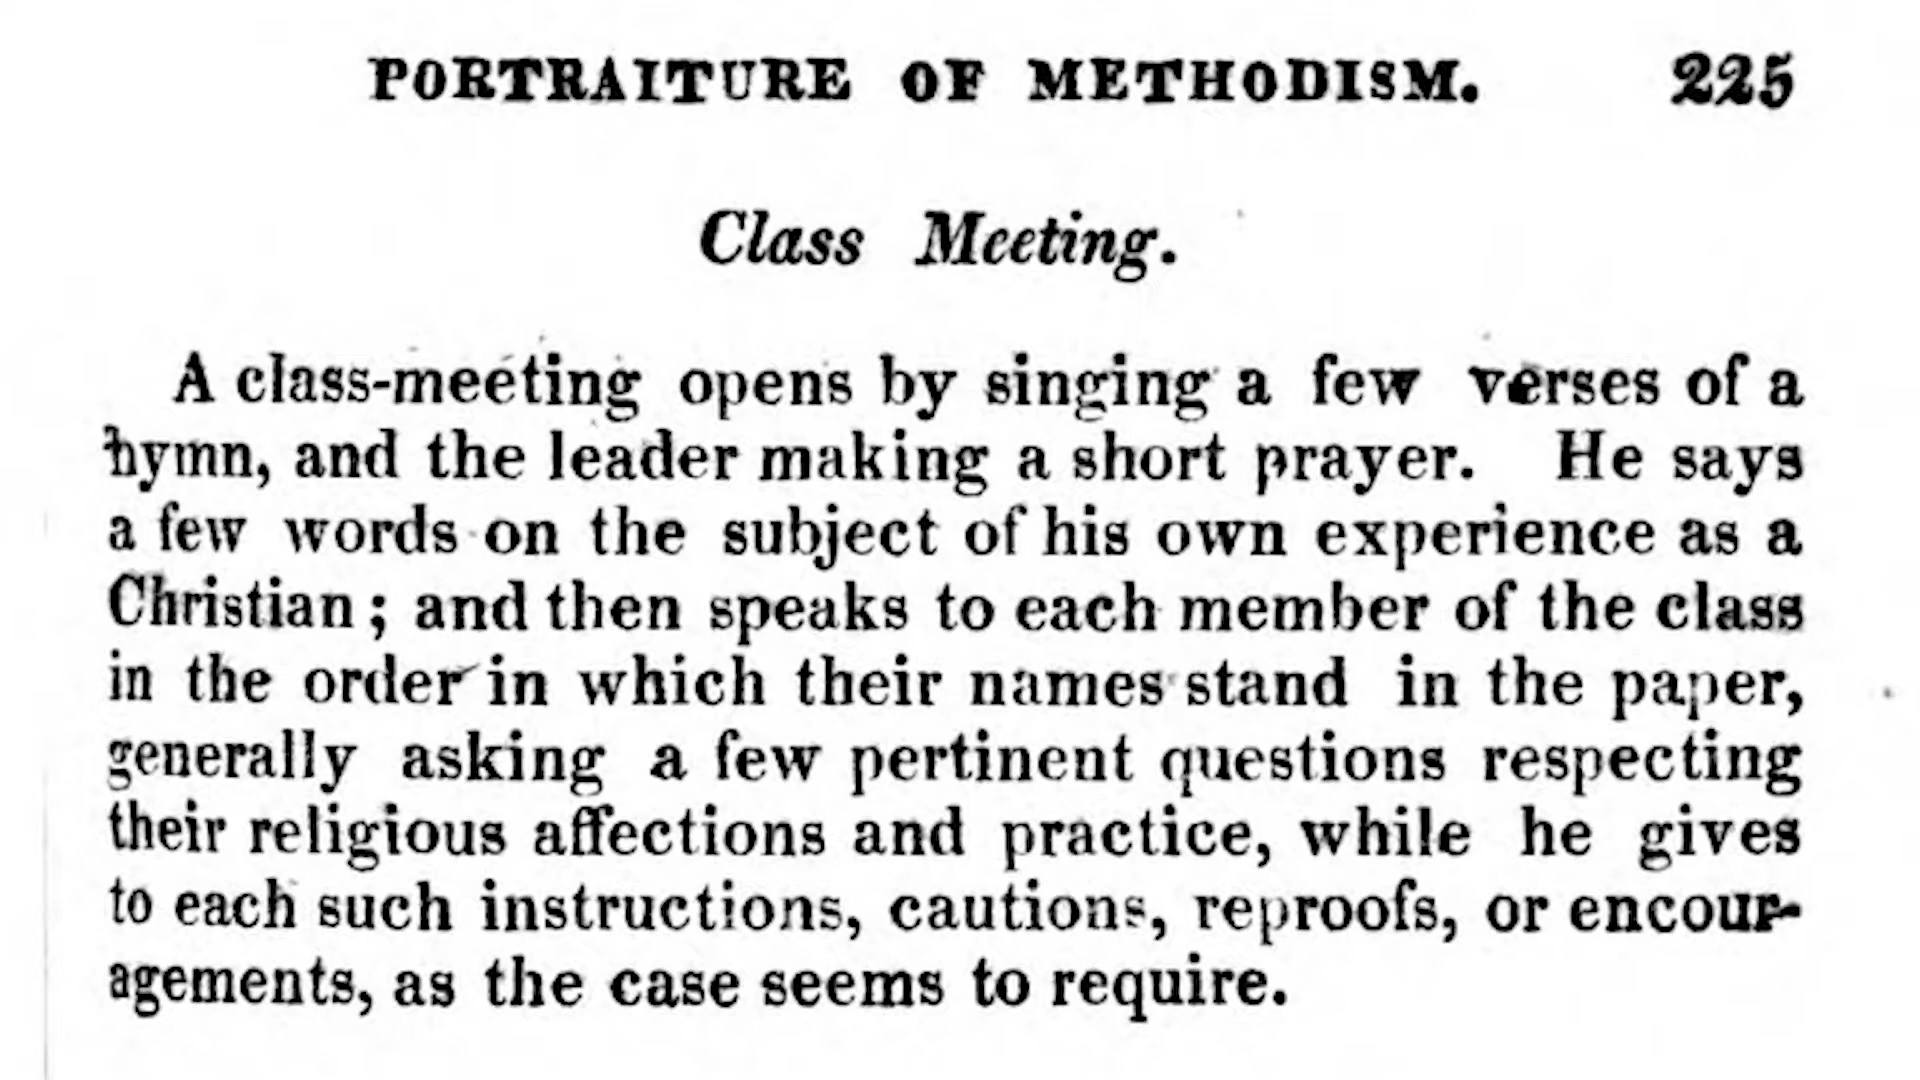 PORTRAITURE OF METHODISM. 225
Class Meeting.
A class-meeting opens by singing a few verses of a
hymn, and the leader making a short prayer. He says
a few words on the subject of his own experience as a
Christian; and then speaks to each member of the class
in the order in which their names stand in the paper,
generally asking a few pertinent questions respecting
their religious affections and practice, while he gives
to each such instructions, cautions, reproofs, or encour-
agements, as the case seems to require.